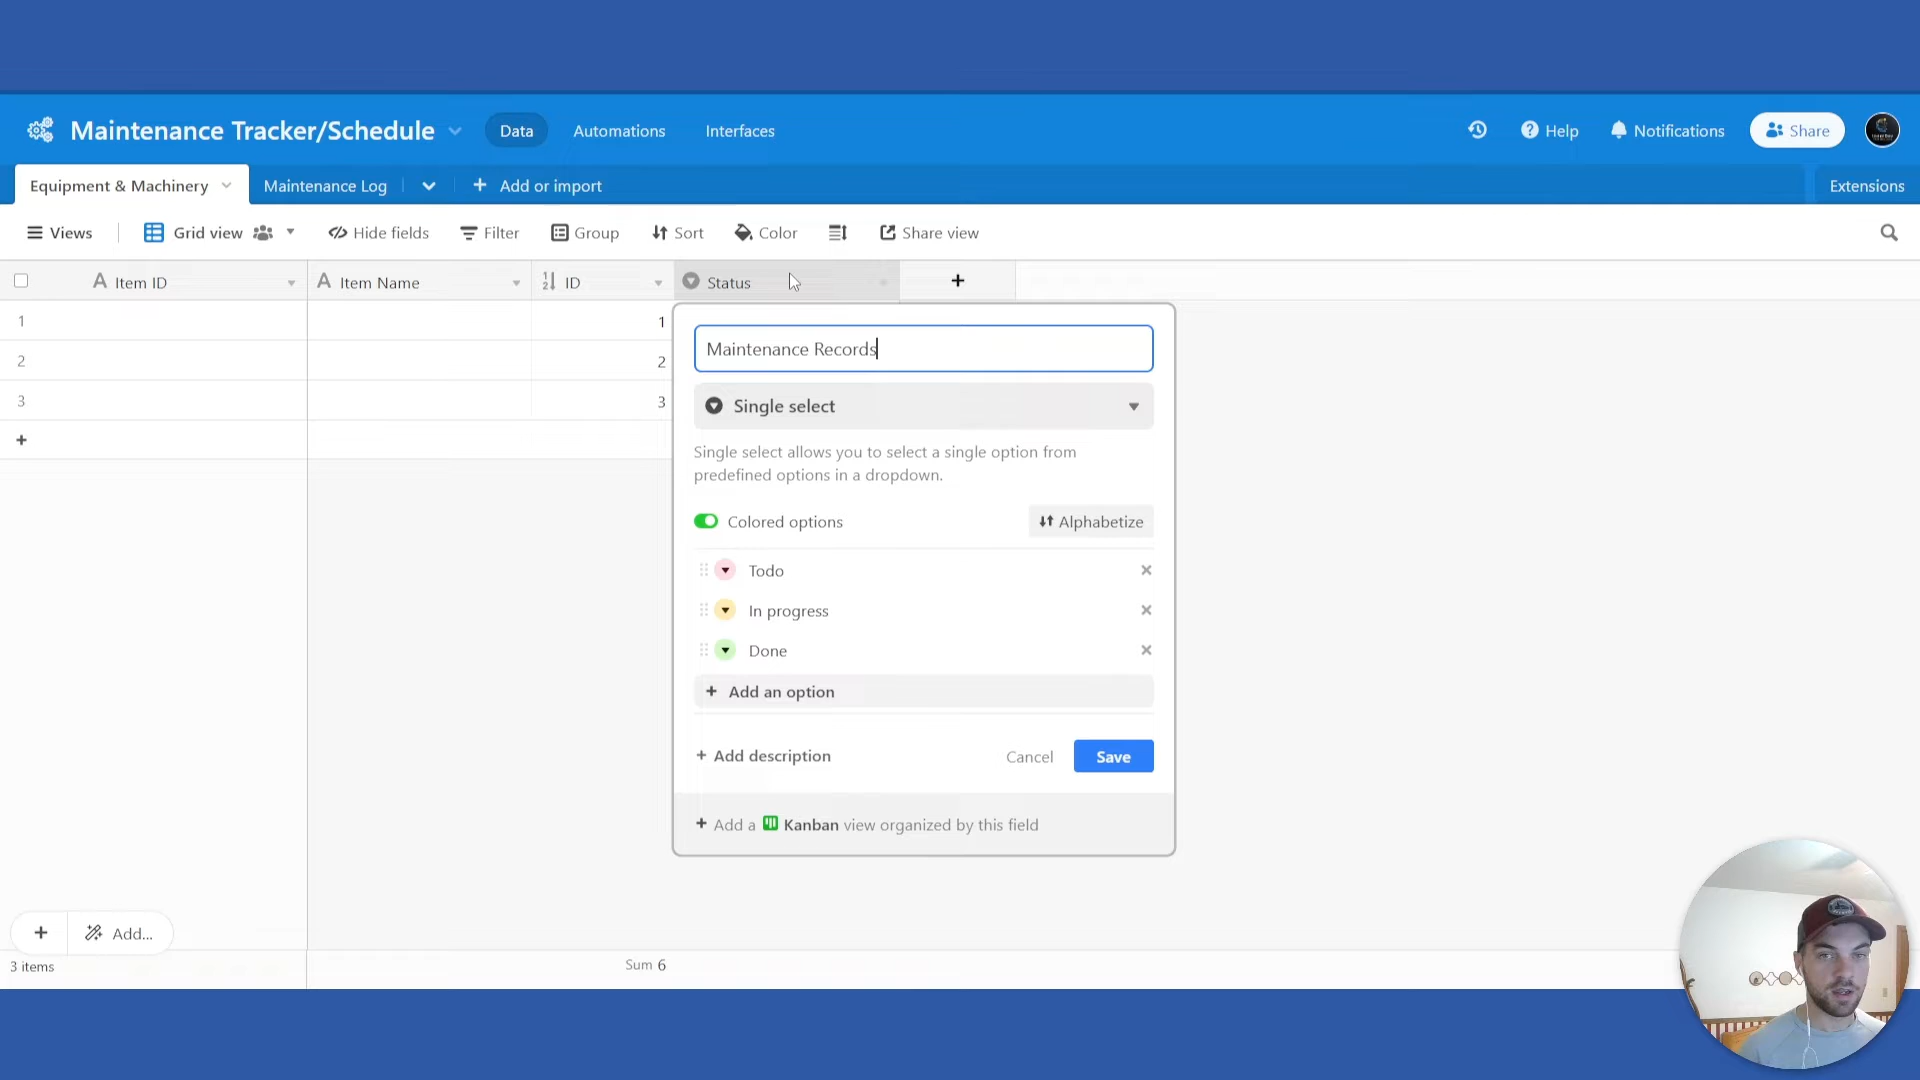 Maintenance Tracker/Schedule
Data
Automations
Interfaces
Help
Notifications
Share
Equipment & Machinery
Maintenance Log
Add or import
Extensions
Views
Grid view
Hide fields
Filter
Group
Sort
Color
Share view
Item ID
Item Name
ID
Status
1
1
2
2
3
3
Maintenance Records
Single select
Single select allows you to select a single option from
predefined options in a dropdown.
Colored options
Alphabetize
Todo
In progress
Done
Add an option
Add description
Cancel
Save
Add a Kanban view organized by this field
Add...
3 items
Sum 6